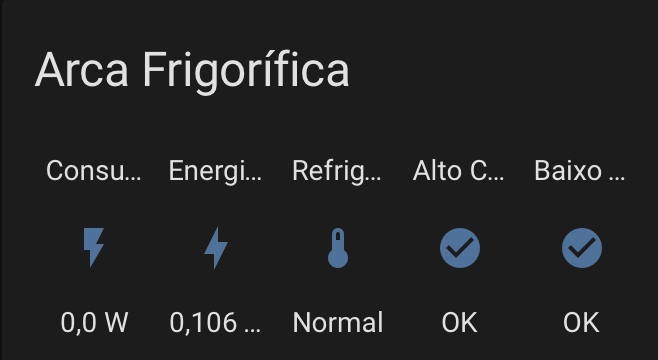 Arca Frigorífica
Consu... Energi... Refrig... Alto C... Baixo ...
0,0 W 0,106 ... Normal OK OK